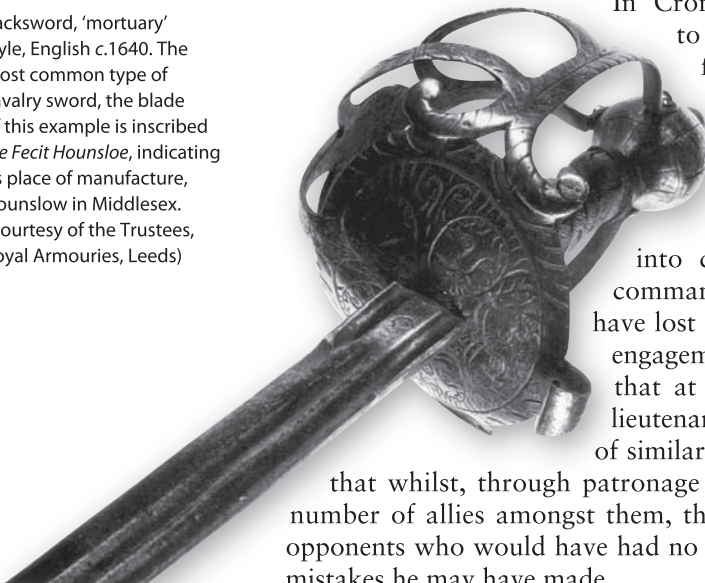 acksword, ‘mortuary’
yle, English c.1640. The
ost common type of
avalry sword, the blade
f this example is inscribed
e Fecit Hounsloe, indicating
s place of manufacture,
ounslow in Middlesex.
ourtesy of the Trustees,
oyal Armouries, Leeds)
In Crom
to
f
into c
comman
have lost
engagem
that at
lieutenan
of similar
that whilst, through patronage
number of allies amongst them, th
opponents who would have had no
mistakes he may have made